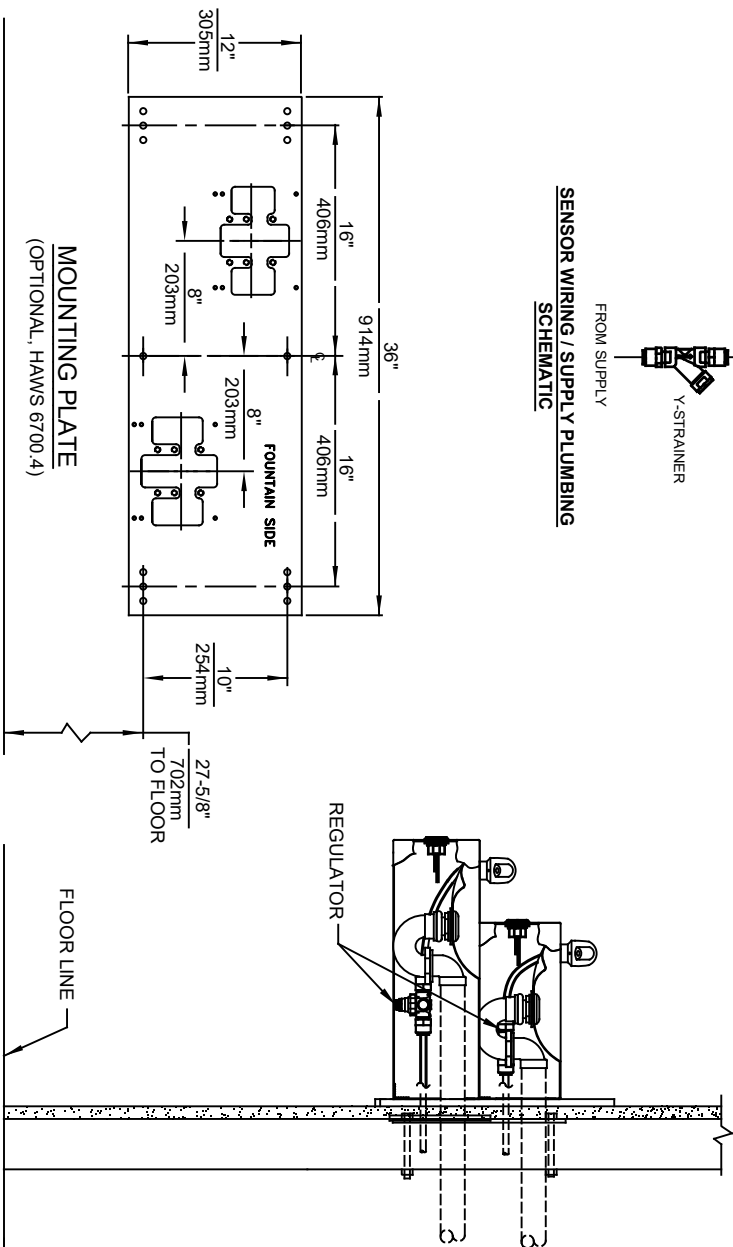 FROM SUPPLY
Y-STRAINER
SENSOR WIRING / SUPPLY PLUMBING
SCHEMATIC
36"
914mm
16"
406mm
16"
406mm
8"
203mm
8"
203mm
12"
305mm
℄
FOUNTAIN SIDE
10"
254mm
27-5/8"
702mm
TO FLOOR
MOUNTING PLATE
(OPTIONAL, HAWS 6700.4)
REGULATOR
FLOOR LINE